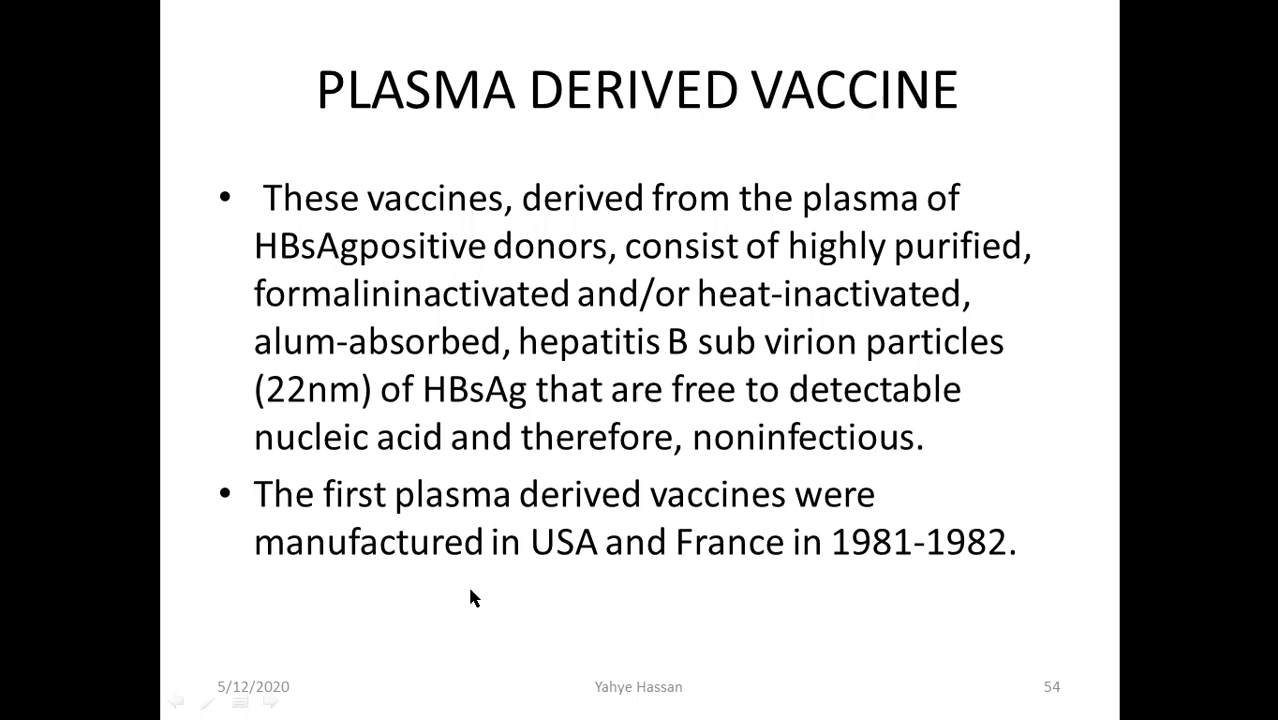 PLASMA DERIVED VACCINE
• These vaccines, derived from the plasma of
HBsAgpositive donors, consist of highly purified,
formalininactivated and/or heat-inactivated,
alum-absorbed, hepatitis B sub virion particles
(22nm) of HBsAg that are free to detectable
nucleic acid and therefore, noninfectious.
• The first plasma derived vaccines were
manufactured in USA and France in 1981-1982.
5/12/2020 Yahye Hassan 54